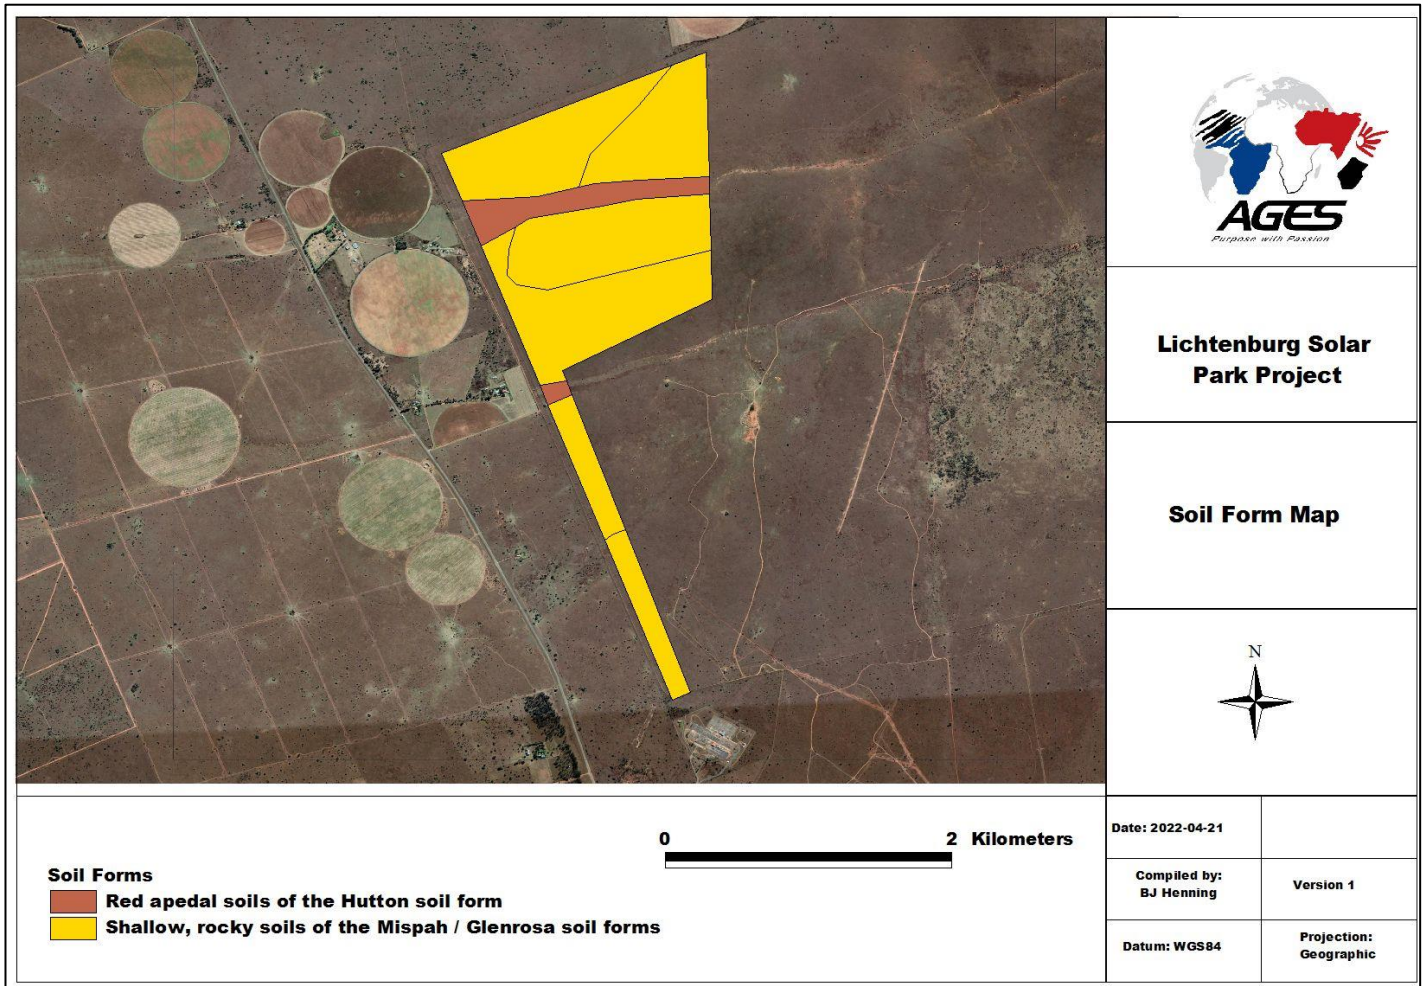 AGES
Purpose with Passion
Lichtenburg Solar
Park Project
Soil Form Map
N
0 2 Kilometers
Soil Forms
Red apedal soils of the Hutton soil form
Shallow, rocky soils of the Mispah / Glenrosa soil forms
Date: 2022-04-21
Compiled by:
BJ Henning
Version 1
Datum: WGS84
Projection:
Geographic